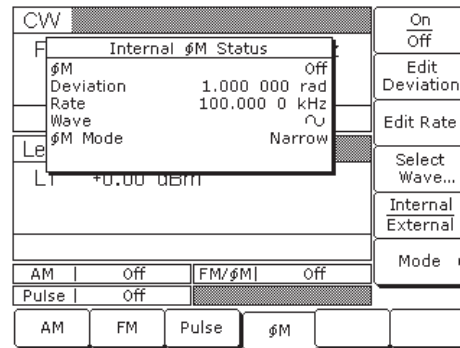 CW
F
z
Internal ϕM Status
ϕM Off
Deviation 1.000 000 rad
Rate 100.000 0 kHz
Wave
ϕM Mode Narrow
Le
L1 +0.00 dBm
AM | Off
FM/ϕM| Off
Pulse | Off
On
Off
Edit
Deviation
Edit Rate
Select
Wave...
Internal
External
Mode
AM
FM
Pulse
ϕM